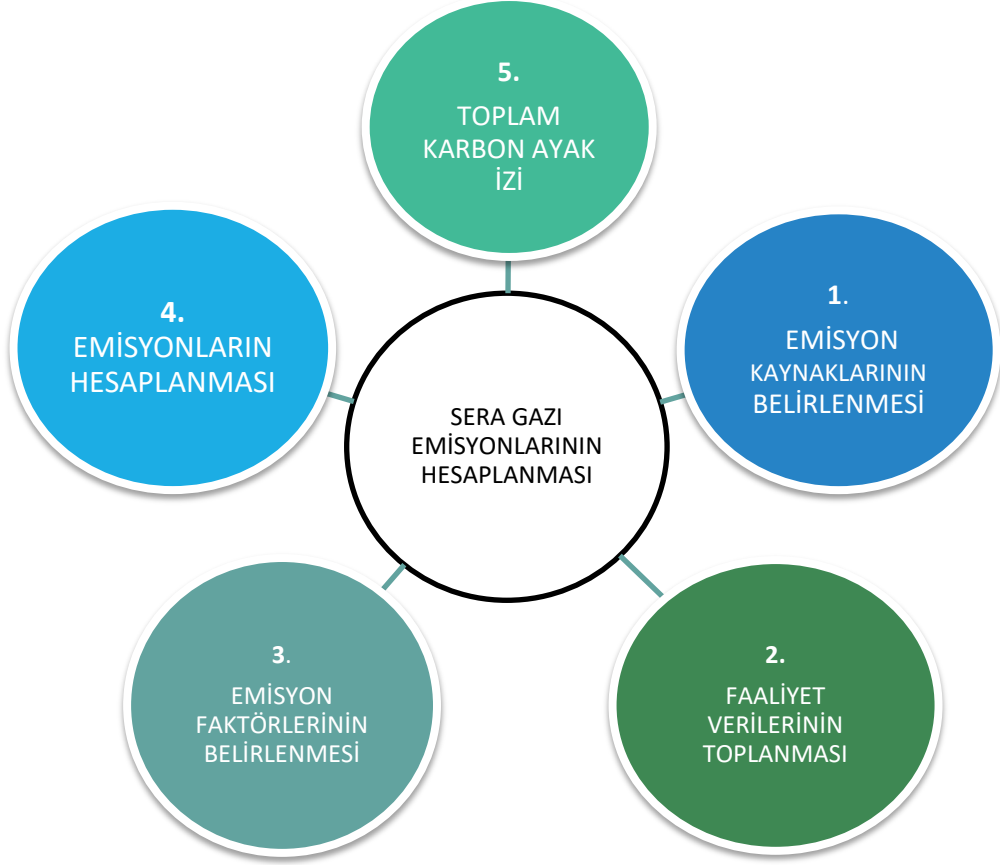 5.
TOPLAM
KARBON AYAK
İZİ
4.
EMİSYONLARIN
HESAPLANMASI
1.
EMİSYON
KAYNAKLARININ
BELİRLENMESİ
SERA GAZI
EMİSYONLARININ
HESAPLANMASI
3.
EMİSYON
FAKTÖRLERİNİN
BELİRLENMESİ
2.
FAALİYET
VERİLERİNİN
TOPLANMASI